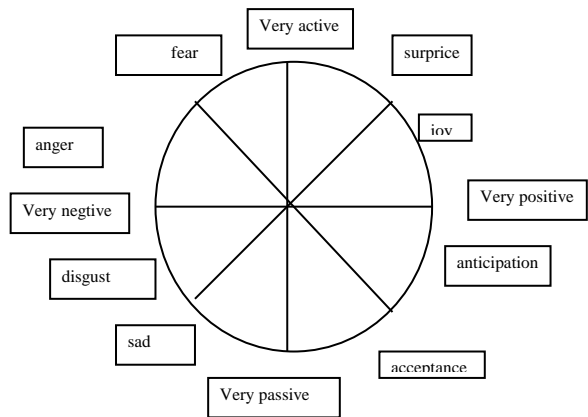 Very active
fear
surprice
joy
anger
Very negtive
Very positive
disgust
anticipation
sad
acceptance
Very passive